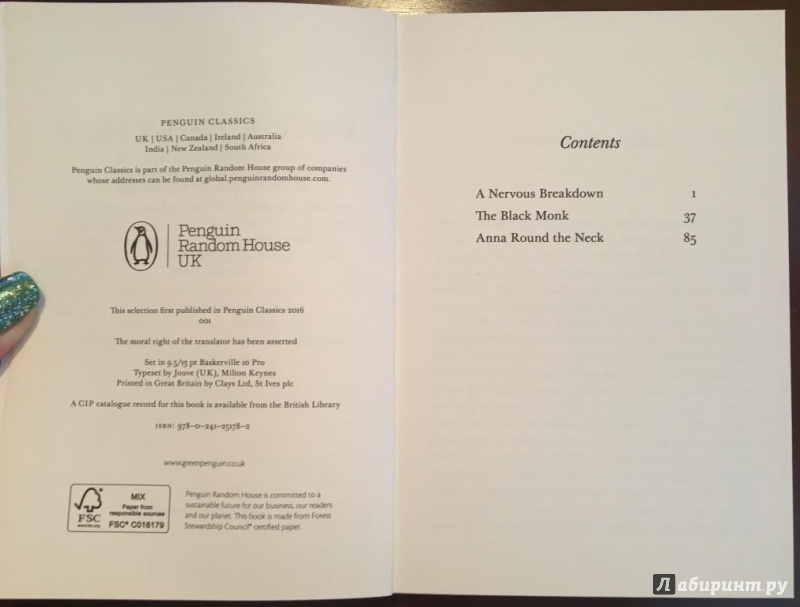 PENGUIN CLASSICS
UK | USA | Canada | Ireland | Australia
India | New Zealand | South Africa
Penguin Classics is part of the Penguin Random House group of companies
whose addresses can be found at global.penguinrandomhouse.com.
Penguin
Random House
UK
This selection first published in Penguin Classics 2016
001
The moral right of the translator has been asserted
Set in 9.5/13 pt Baskerville 10 Pro
Typeset by Jouve (UK), Milton Keynes
Printed in Great Britain by Clays Ltd, St Ives plc
A CIP catalogue record for this book is available from the British Library
ISBN: 978-0-241-25178-2
www.greenpenguin.co.uk
MIX
Paper from
responsible sources
FSC
www.fsc.org
FSC® C018179
Penguin Random House is committed to a
sustainable future for our business, our readers
and our planet. This book is made from Forest
Stewardship Council® certified paper.
Contents
A Nervous Breakdown 1
The Black Monk 37
Anna Round the Neck 85
Лабиринт.ру